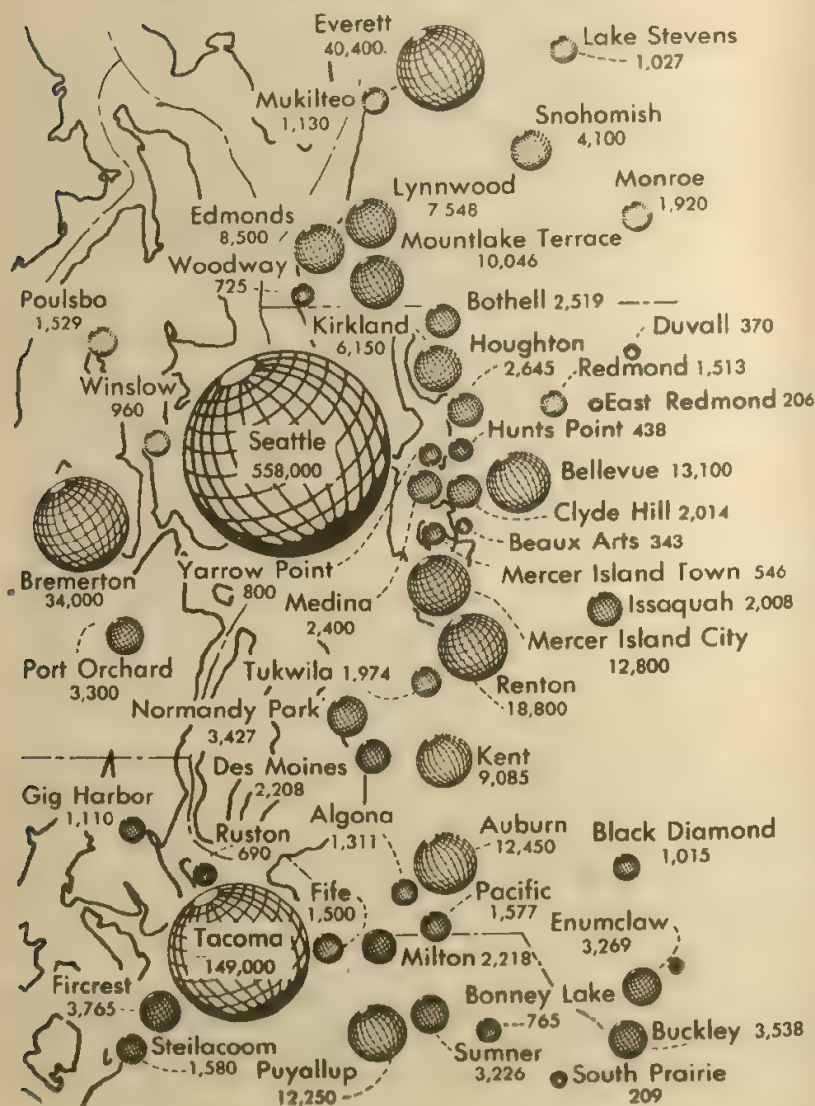 Everett
40,400
Lake Stevens
1,027
Mukilteo
1,130
Snohomish
4,100
Lynnwood
7 548
Monroe
1,920
Edmonds
8,500
Mountlake Terrace
10,046
Woodway
725
Poulsbo
1,529
Bothell 2,519
Kirkland
6,150
Duvall 370
Houghton
2,645
Redmond 1,513
Winslow
960
East Redmond 206
Hunts Point 438
Seattle
558,000
Bellevue 13,100
Clyde Hill 2,014
Beaux Arts 343
Bremerton
34,000
Yarrow Point
800
Mercer Island Town 546
Medina
2,400
Issaquah 2,008
Mercer Island City
12,800
Port Orchard
3,300
Tukwila 1,974
Renton
18,800
Normandy Park
3,427
Kent
9,085
Des Moines
2,208
Gig Harbor
1,110
Algona
1,311
Ruston
690
Auburn
12,450
Black Diamond
1,015
Fife
1,500
Pacific
1,577
Enumclaw
3,269
Tacoma
149,000
Milton 2,218
Fircrest
3,765
Bonney Lake
765
Buckley 3,538
Steilacoom
1,580
Sumner
3,226
Puyallup
12,250
South Prairie
209